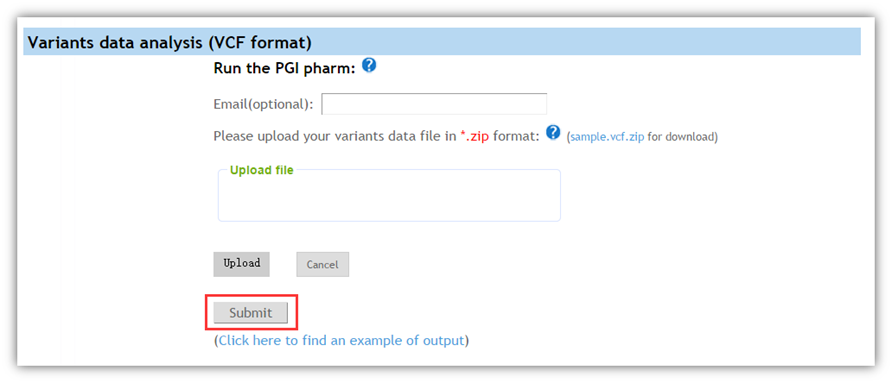 Variants data analysis (VCF format)
Run the PGI pharm: ?
Email(optional):
Please upload your variants data file in *.zip format: ? (sample.vcf.zip for download)
Upload file
Upload Cancel
Submit
(Click here to find an example of output)